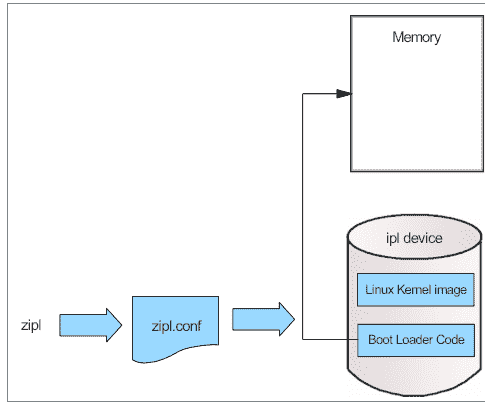 Memory
ipl device
Linux Kernel image
zipl
zipl.conf
Boot Loader Code